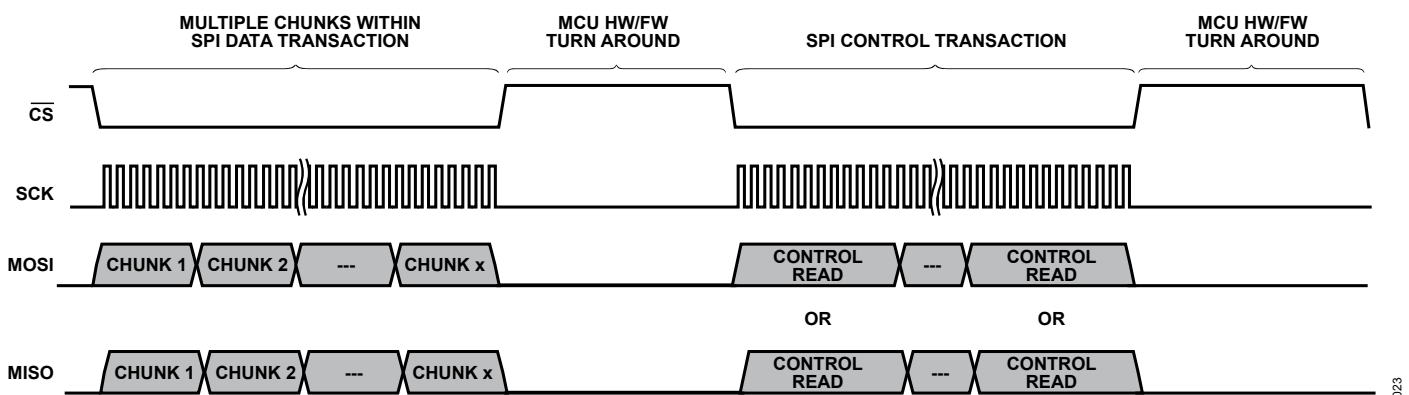 MULTIPLE CHUNKS WITHIN
SPI DATA TRANSACTION
MCU HW/FW
TURN AROUND
SPI CONTROL TRANSACTION
MCU HW/FW
TURN AROUND
CS
SCK
MOSI
CHUNK 1
CHUNK 2
---
CHUNK x
CONTROL
READ
---
CONTROL
READ
OR
OR
MISO
CHUNK 1
CHUNK 2
---
CHUNK x
CONTROL
READ
---
CONTROL
READ
023